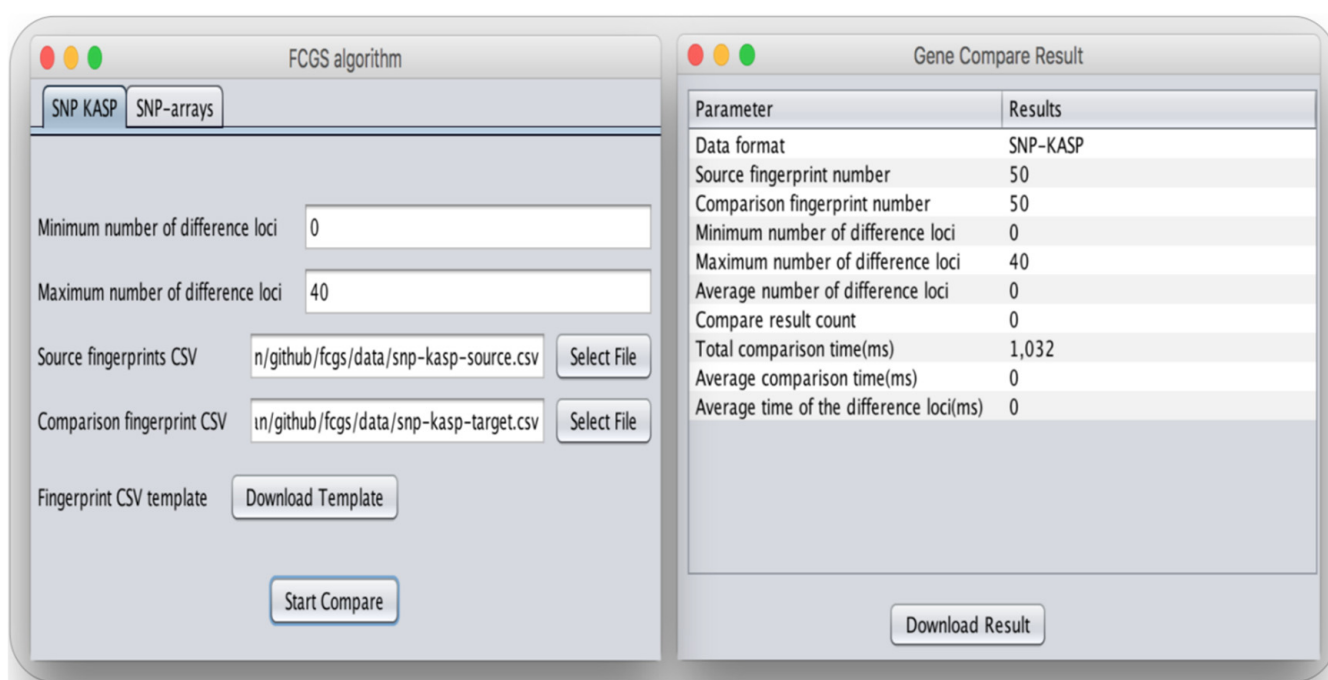 FCGS algorithm
SNP KASP SNP-arrays
Minimum number of difference loci 0
Maximum number of difference loci 40
Source fingerprints CSV n/github/fcgs/data/snp-kasp-source.csv Select File
Comparison fingerprint CSV n/github/fcgs/data/snp-kasp-target.csv Select File
Fingerprint CSV template Download Template
Start Compare
Gene Compare Result
Parameter Results
Data format SNP-KASP
Source fingerprint number 50
Comparison fingerprint number 50
Minimum number of difference loci 0
Maximum number of difference loci 40
Average number of difference loci 0
Compare result count 0
Total comparison time(ms) 1,032
Average comparison time(ms) 0
Average time of the difference loci(ms) 0
Download Result